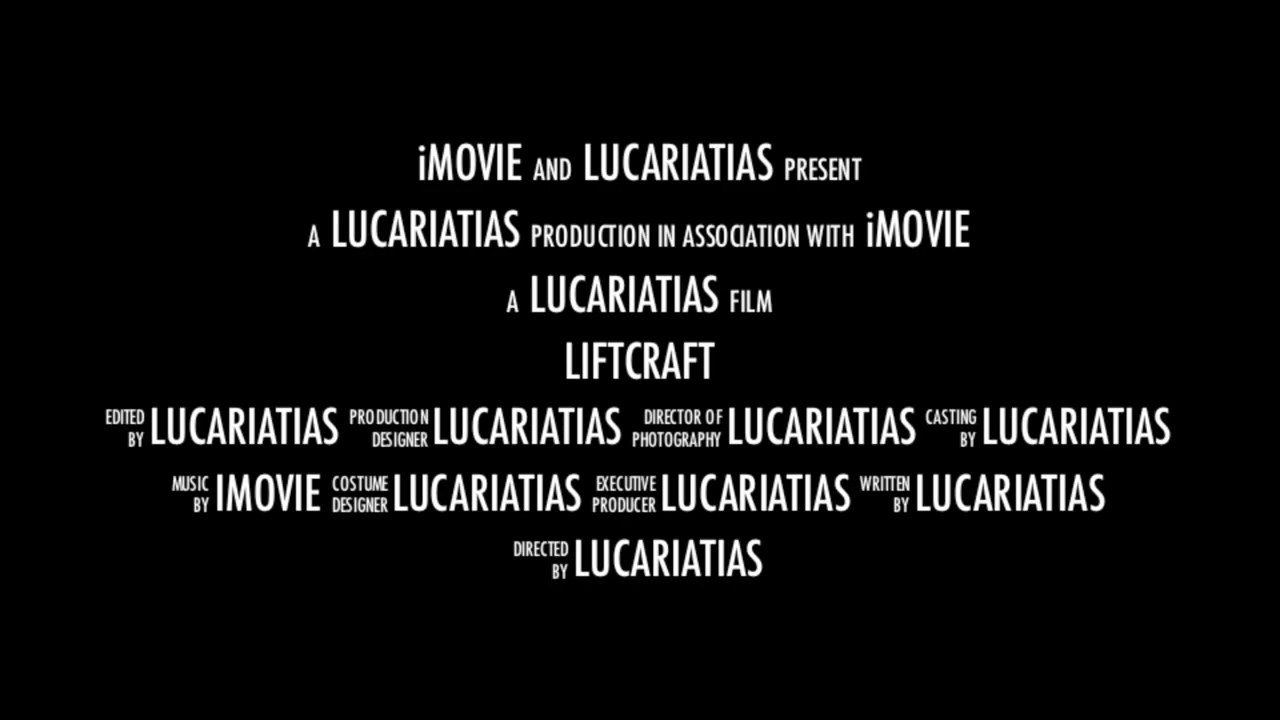 iMOVIE AND LUCARIATIAS PRESENT
A LUCARIATIAS PRODUCTION IN ASSOCIATION WITH iMOVIE
A LUCARIATIAS FILM
LIFTCRAFT
EDITED BY LUCARIATIAS PRODUCTION DESIGNER LUCARIATIAS DIRECTOR OF PHOTOGRAPHY LUCARIATIAS CASTING BY LUCARIATIAS
MUSIC BY IMOVIE COSTUME DESIGNER LUCARIATIAS EXECUTIVE PRODUCER LUCARIATIAS WRITTEN BY LUCARIATIAS
DIRECTED BY LUCARIATIAS